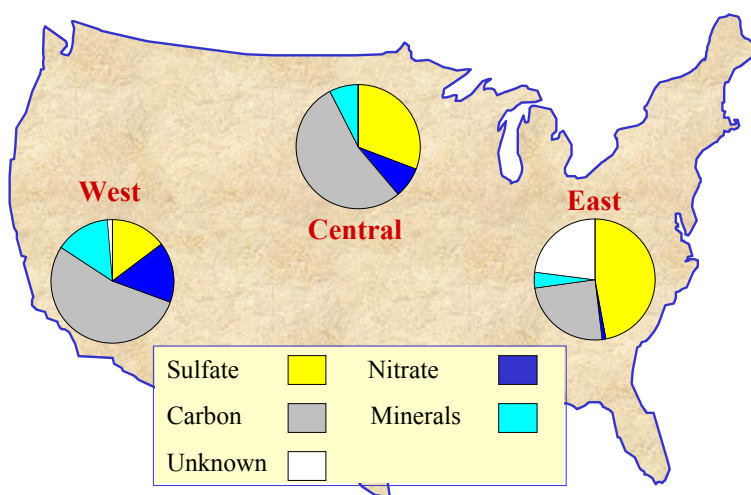 West
Central
East
Sulfate Nitrate
Carbon Minerals
Unknown